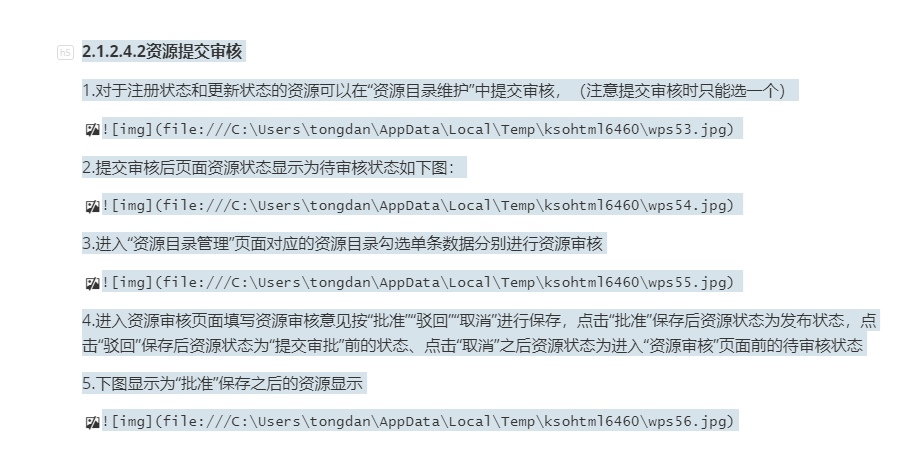 h5
2.1.2.4.2资源提交审核
1.对于注册状态和更新状态的资源可以在“资源目录维护”中提交审核，（注意提交审核时只能选一个）
![img](file:///C:\Users\tongdan\AppData\Local\Temp\ksohtml6460\wps53.jpg)
2.提交审核后页面资源状态显示为待审核状态如下图：
![img](file:///C:\Users\tongdan\AppData\Local\Temp\ksohtml6460\wps54.jpg)
3.进入“资源目录管理”页面对应的资源目录勾选单条数据分别进行资源审核
![img](file:///C:\Users\tongdan\AppData\Local\Temp\ksohtml6460\wps55.jpg)
4.进入资源审核页面填写资源审核意见按“批准”“驳回”“取消”进行保存，点击“批准”保存后资源状态为发布状态，点
击“驳回”保存后资源状态为“提交审批”前的状态、点击“取消”之后资源状态为进入“资源审核”页面前的待审核状态
5.下图显示为“批准”保存之后的资源显示
![img](file:///C:\Users\tongdan\AppData\Local\Temp\ksohtml6460\wps56.jpg)